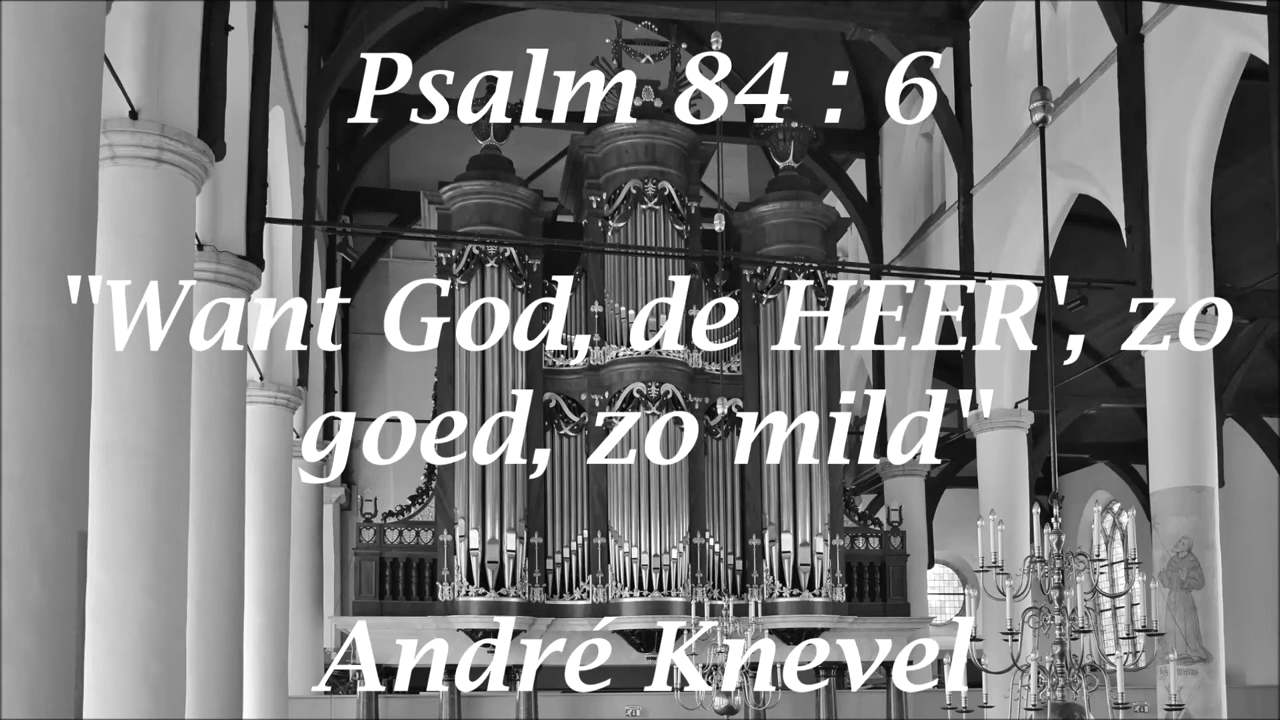 Psalm 84 : 6
"Want God, de HEER', zo
goed, zo mild"
André Knevel